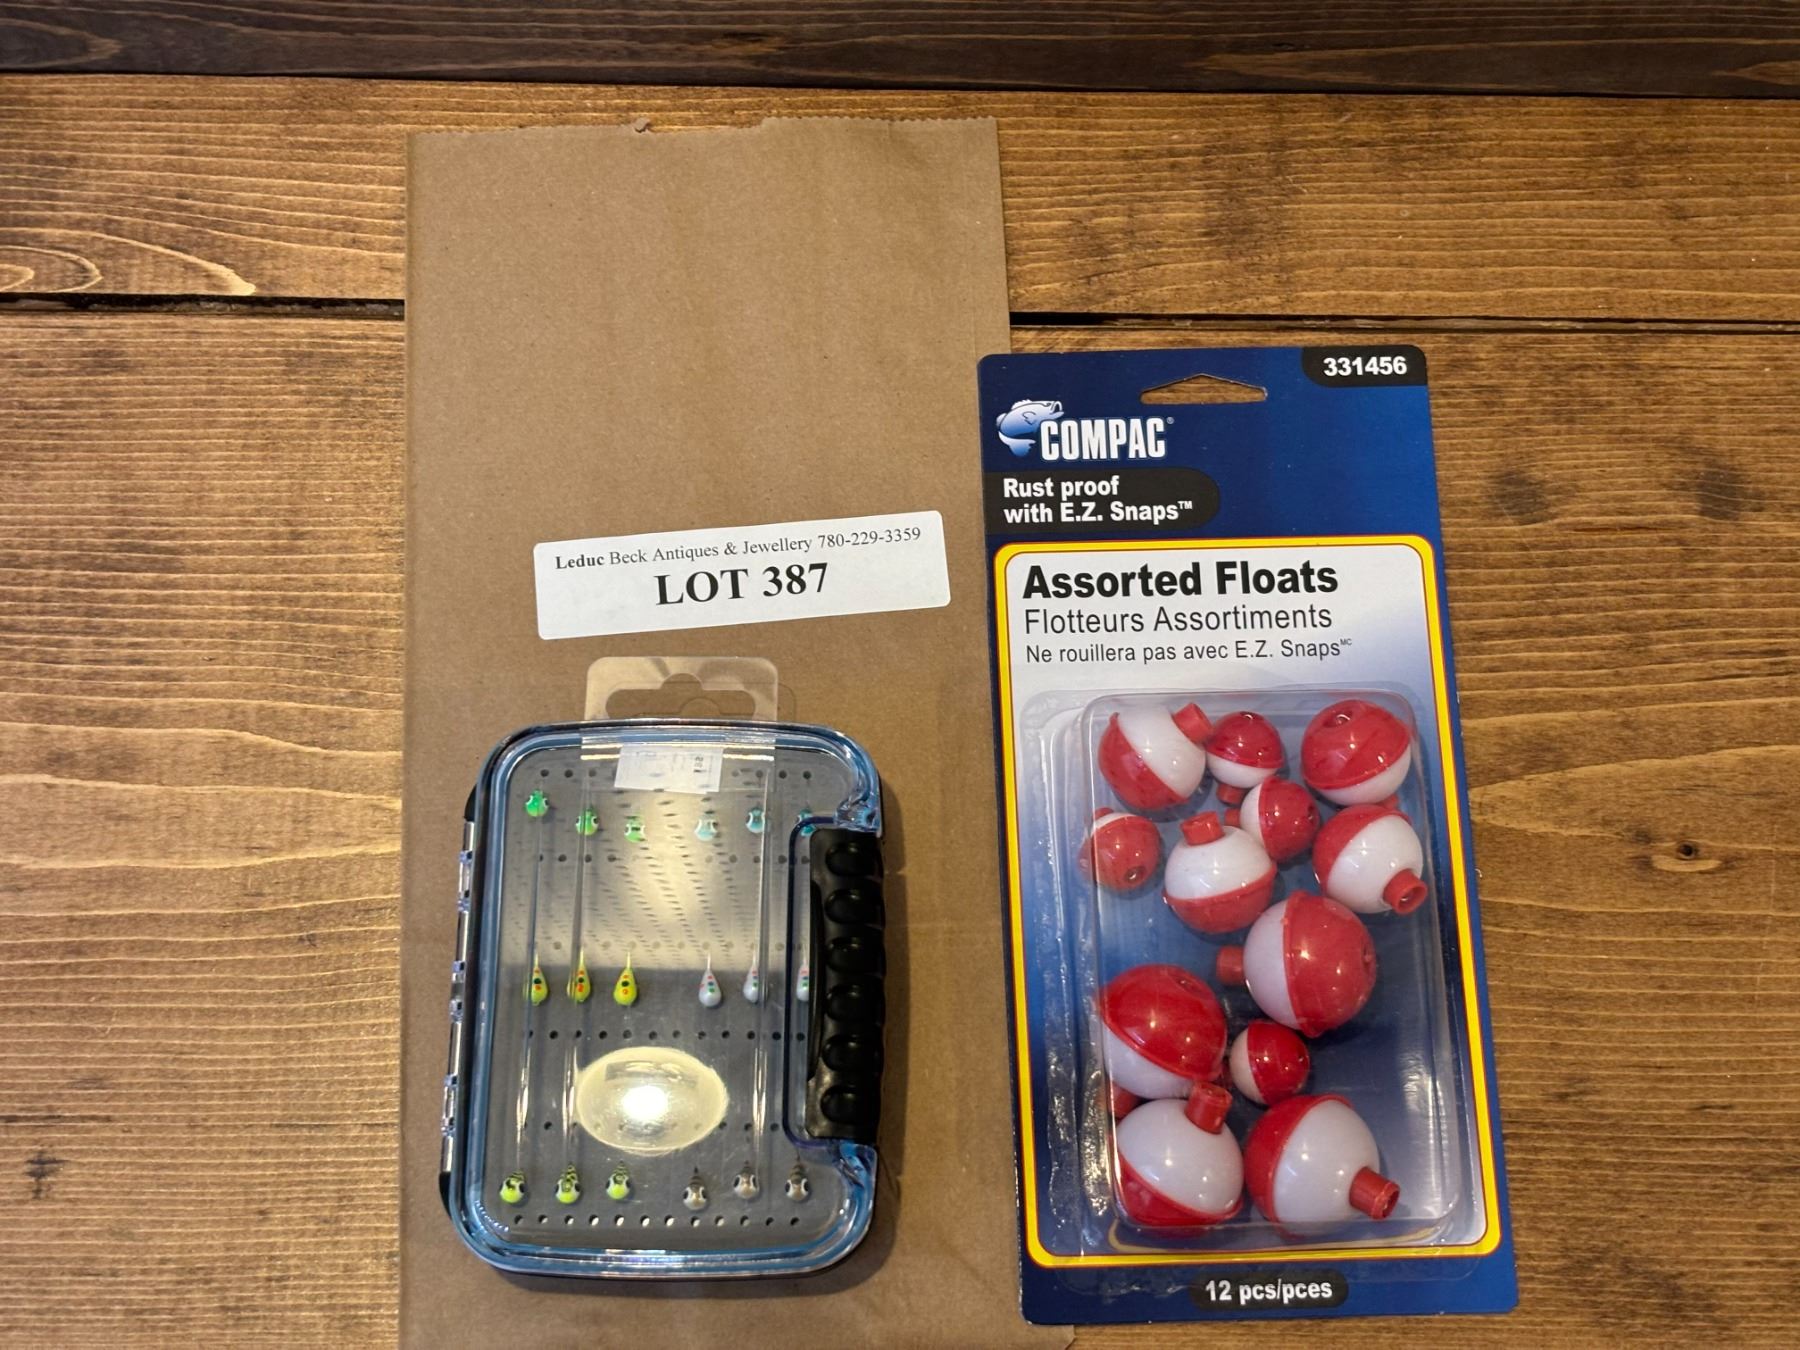 Leduc Beck Antiques & Jewellery 780-229-3359
LOT 387
331456
COMPAC®
Rust proof
with E.Z. Snaps™
Assorted Floats
Flotteurs Assortiments
Ne rouillera pas avec E.Z. Snaps MC
12 pcs/pces